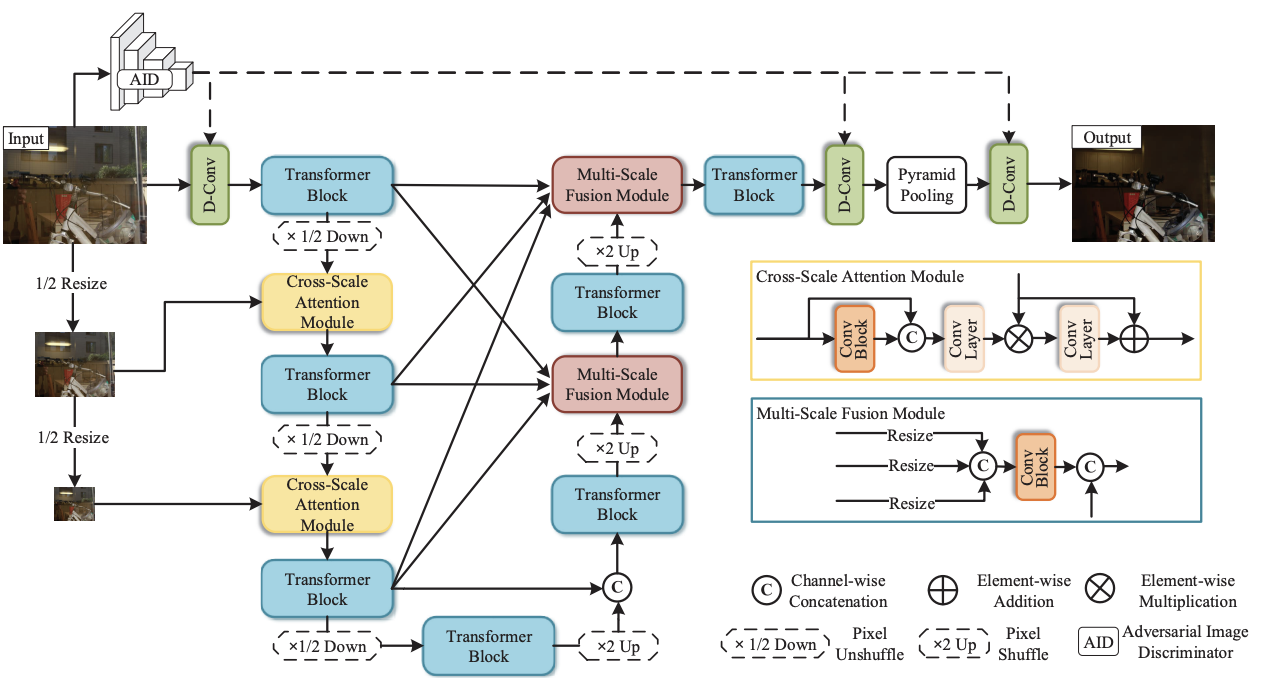 AID
Input
Output
D-Conv
Transformer
Block
Multi-Scale
Fusion Module
Transformer
Block
D-Conv
Pyramid
Pooling
D-Conv
× 1/2 Down
×2 Up
1/2 Resize
Cross-Scale
Attention
Module
Transformer
Block
Transformer
Block
Multi-Scale
Fusion Module
× 1/2 Down
×2 Up
1/2 Resize
Cross-Scale
Attention
Module
Transformer
Block
Transformer
Block
C
×1/2 Down
Transformer
Block
×2 Up
Cross-Scale Attention Module
Conv
Block
C
Conv
Layer
Conv
Layer
Multi-Scale Fusion Module
Resize
Resize
Resize
C
Conv
Block
C
C
Channel-wise
Concatenation
Element-wise
Addition
Element-wise
Multiplication
× 1/2 Down
Pixel
Unshuffle
×2 Up
Pixel
Shuffle
AID
Adversarial Image
Discriminator